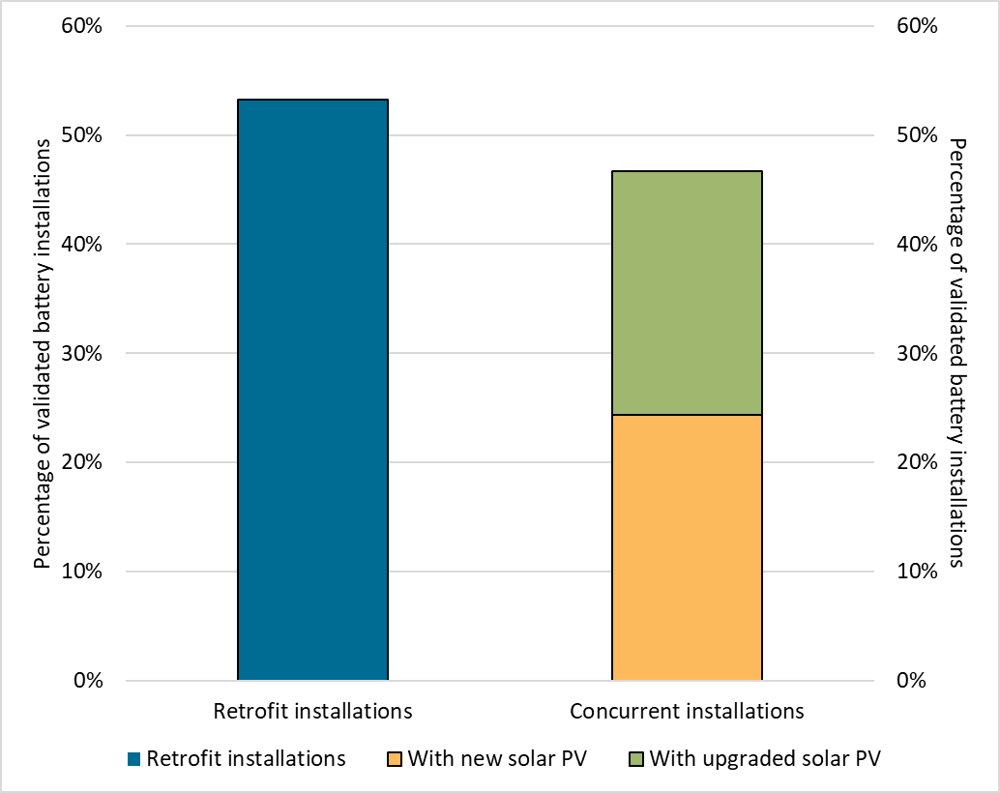 60%
60%
50%
50%
40%
40%
30%
30%
20%
20%
10%
10%
0%
0%
Percentage of validated battery installations
Percentage of validated battery installations
Retrofit installations
Concurrent installations
Retrofit installations
With new solar PV
With upgraded solar PV